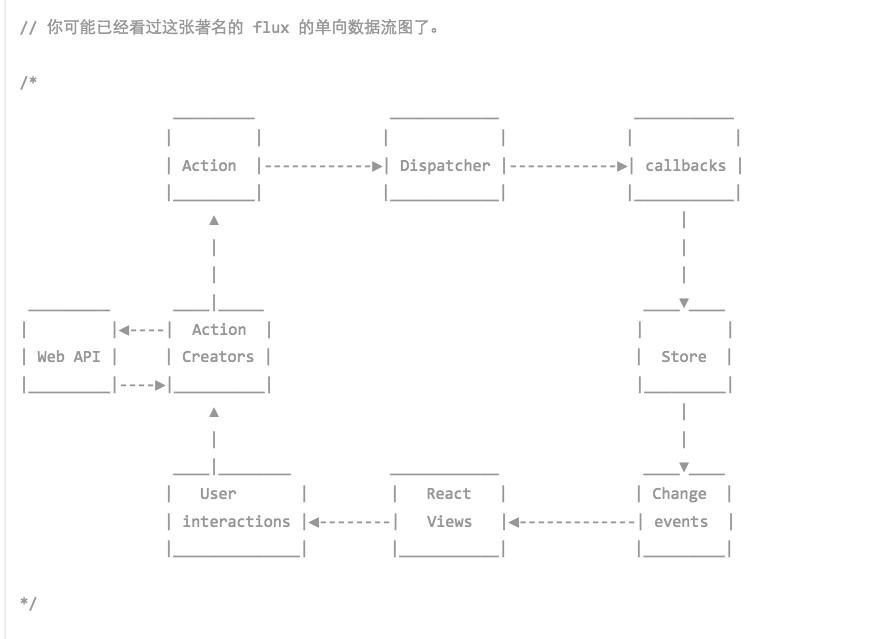 // 你可能已经看过这张著名的 flux 的单向数据流图了。
/*
Action
Dispatcher
callbacks
Web API
Action
Creators
Store
User
interactions
React
Views
Change
events
*/